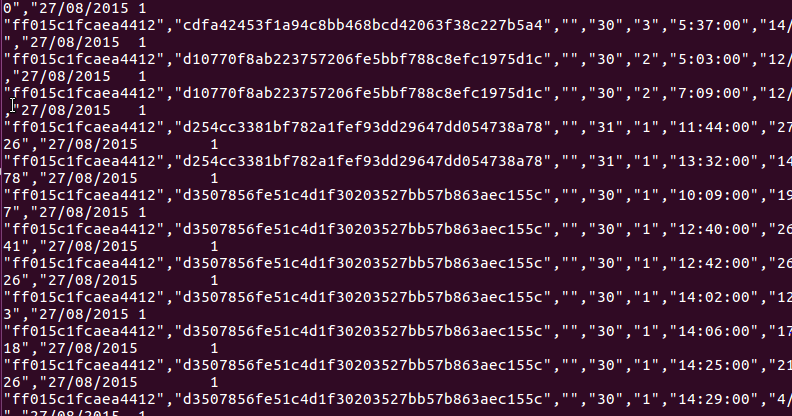 0","27/08/2015 1
"ff015c1fcaea4412","cdfa42453f1a94c8bb468bcd42063f38c227b5a4","","30","3","5:37:00","14/
","27/08/2015   1
"ff015c1fcaea4412","d10770f8ab223757206fe5bbf788c8efc1975d1c","","30","2","5:03:00","12/
,"27/08/2015    1
"ff015c1fcaea4412","d10770f8ab223757206fe5bbf788c8efc1975d1c","","30","2","7:09:00","12/
,"27/08/2015    1
"ff015c1fcaea4412","d254cc3381bf782a1fef93dd29647dd054738a78","","31","1","11:44:00","27
26","27/08/2015         1
"ff015c1fcaea4412","d254cc3381bf782a1fef93dd29647dd054738a78","","31","1","13:32:00","14
78","27/08/2015         1
"ff015c1fcaea4412","d3507856fe51c4d1f30203527bb57b863aec155c","","30","1","10:09:00","19
7","27/08/2015 1
"ff015c1fcaea4412","d3507856fe51c4d1f30203527bb57b863aec155c","","30","1","12:40:00","26
41","27/08/2015         1
"ff015c1fcaea4412","d3507856fe51c4d1f30203527bb57b863aec155c","","30","1","12:42:00","26
26","27/08/2015         1
"ff015c1fcaea4412","d3507856fe51c4d1f30203527bb57b863aec155c","","30","1","14:02:00","12
3","27/08/2015 1
"ff015c1fcaea4412","d3507856fe51c4d1f30203527bb57b863aec155c","","30","1","14:06:00","17
18","27/08/2015         1
"ff015c1fcaea4412","d3507856fe51c4d1f30203527bb57b863aec155c","","30","1","14:25:00","21
26","27/08/2015         1
"ff015c1fcaea4412","d3507856fe51c4d1f30203527bb57b863aec155c","","30","1","14:29:00","4/
","27/08/2015   1